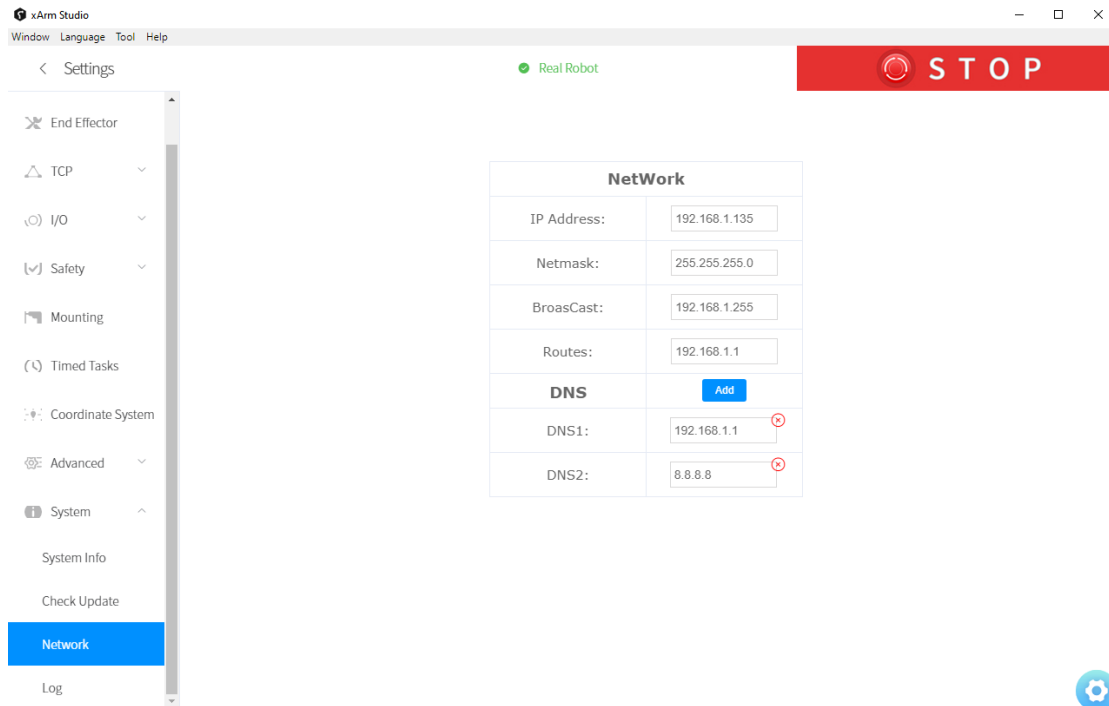 xArm Studio
Window Language Tool Help
Settings
Real Robot
STOP
End Effector
TCP
I/O
Safety
Mounting
Timed Tasks
Coordinate System
Advanced
System
System Info
Check Update
Network
Log
NetWork
IP Address: 192.168.1.135
Netmask: 255.255.255.0
BroasCast: 192.168.1.255
Routes: 192.168.1.1
DNS Add
DNS1: 192.168.1.1
DNS2: 8.8.8.8